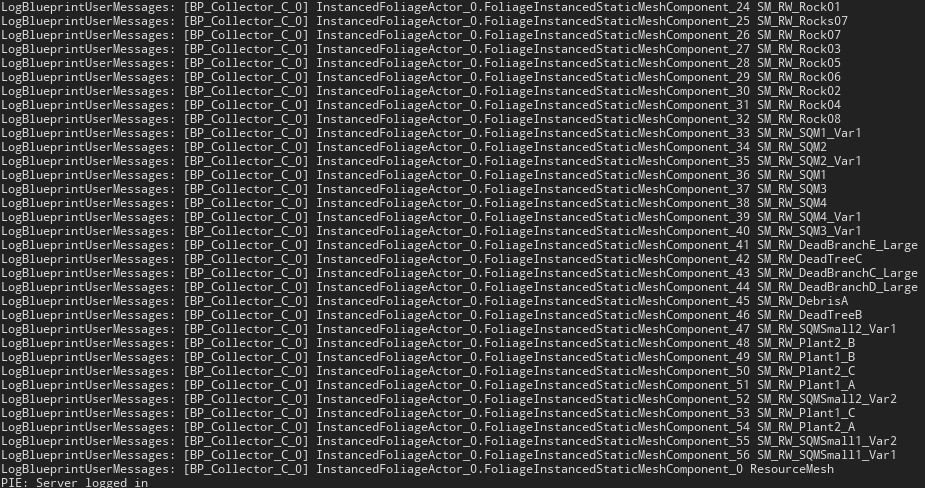 LogBlueprintUserMessages: [BP_Collector_C_0] InstancedFoliageActor_0.FoliageInstancedStaticMeshComponent_24 SM_RW_Rock01
LogBlueprintUserMessages: [BP_Collector_C_0] InstancedFoliageActor_0.FoliageInstancedStaticMeshComponent_25 SM_RW_Rocks07
LogBlueprintUserMessages: [BP_Collector_C_0] InstancedFoliageActor_0.FoliageInstancedStaticMeshComponent_26 SM_RW_Rock07
LogBlueprintUserMessages: [BP_Collector_C_0] InstancedFoliageActor_0.FoliageInstancedStaticMeshComponent_27 SM_RW_Rock03
LogBlueprintUserMessages: [BP_Collector_C_0] InstancedFoliageActor_0.FoliageInstancedStaticMeshComponent_28 SM_RW_Rock05
LogBlueprintUserMessages: [BP_Collector_C_0] InstancedFoliageActor_0.FoliageInstancedStaticMeshComponent_29 SM_RW_Rock06
LogBlueprintUserMessages: [BP_Collector_C_0] InstancedFoliageActor_0.FoliageInstancedStaticMeshComponent_30 SM_RW_Rock02
LogBlueprintUserMessages: [BP_Collector_C_0] InstancedFoliageActor_0.FoliageInstancedStaticMeshComponent_31 SM_RW_Rock04
LogBlueprintUserMessages: [BP_Collector_C_0] InstancedFoliageActor_0.FoliageInstancedStaticMeshComponent_32 SM_RW_Rock08
LogBlueprintUserMessages: [BP_Collector_C_0] InstancedFoliageActor_0.FoliageInstancedStaticMeshComponent_33 SM_RW_SQM1_Var1
LogBlueprintUserMessages: [BP_Collector_C_0] InstancedFoliageActor_0.FoliageInstancedStaticMeshComponent_34 SM_RW_SQM2
LogBlueprintUserMessages: [BP_Collector_C_0] InstancedFoliageActor_0.FoliageInstancedStaticMeshComponent_35 SM_RW_SQM2_Var1
LogBlueprintUserMessages: [BP_Collector_C_0] InstancedFoliageActor_0.FoliageInstancedStaticMeshComponent_36 SM_RW_SQM1
LogBlueprintUserMessages: [BP_Collector_C_0] InstancedFoliageActor_0.FoliageInstancedStaticMeshComponent_37 SM_RW_SQM3
LogBlueprintUserMessages: [BP_Collector_C_0] InstancedFoliageActor_0.FoliageInstancedStaticMeshComponent_38 SM_RW_SQM4
LogBlueprintUserMessages: [BP_Collector_C_0] InstancedFoliageActor_0.FoliageInstancedStaticMeshComponent_39 SM_RW_SQM4_Var1
LogBlueprintUserMessages: [BP_Collector_C_0] InstancedFoliageActor_0.FoliageInstancedStaticMeshComponent_40 SM_RW_SQM3_Var1
LogBlueprintUserMessages: [BP_Collector_C_0] InstancedFoliageActor_0.FoliageInstancedStaticMeshComponent_41 SM_RW_DeadBranchE_Large
LogBlueprintUserMessages: [BP_Collector_C_0] InstancedFoliageActor_0.FoliageInstancedStaticMeshComponent_42 SM_RW_DeadTreeC
LogBlueprintUserMessages: [BP_Collector_C_0] InstancedFoliageActor_0.FoliageInstancedStaticMeshComponent_43 SM_RW_DeadBranchC_Large
LogBlueprintUserMessages: [BP_Collector_C_0] InstancedFoliageActor_0.FoliageInstancedStaticMeshComponent_44 SM_RW_DeadBranchD_Large
LogBlueprintUserMessages: [BP_Collector_C_0] InstancedFoliageActor_0.FoliageInstancedStaticMeshComponent_45 SM_RW_DebrisA
LogBlueprintUserMessages: [BP_Collector_C_0] InstancedFoliageActor_0.FoliageInstancedStaticMeshComponent_46 SM_RW_DeadTreeB
LogBlueprintUserMessages: [BP_Collector_C_0] InstancedFoliageActor_0.FoliageInstancedStaticMeshComponent_47 SM_RW_SQMSmall2_Var1
LogBlueprintUserMessages: [BP_Collector_C_0] InstancedFoliageActor_0.FoliageInstancedStaticMeshComponent_48 SM_RW_Plant2_B
LogBlueprintUserMessages: [BP_Collector_C_0] InstancedFoliageActor_0.FoliageInstancedStaticMeshComponent_49 SM_RW_Plant1_B
LogBlueprintUserMessages: [BP_Collector_C_0] InstancedFoliageActor_0.FoliageInstancedStaticMeshComponent_50 SM_RW_Plant2_C
LogBlueprintUserMessages: [BP_Collector_C_0] InstancedFoliageActor_0.FoliageInstancedStaticMeshComponent_51 SM_RW_Plant1_A
LogBlueprintUserMessages: [BP_Collector_C_0] InstancedFoliageActor_0.FoliageInstancedStaticMeshComponent_52 SM_RW_SQMSmall2_Var2
LogBlueprintUserMessages: [BP_Collector_C_0] InstancedFoliageActor_0.FoliageInstancedStaticMeshComponent_53 SM_RW_Plant1_C
LogBlueprintUserMessages: [BP_Collector_C_0] InstancedFoliageActor_0.FoliageInstancedStaticMeshComponent_54 SM_RW_Plant2_A
LogBlueprintUserMessages: [BP_Collector_C_0] InstancedFoliageActor_0.FoliageInstancedStaticMeshComponent_55 SM_RW_SQMSmall1_Var2
LogBlueprintUserMessages: [BP_Collector_C_0] InstancedFoliageActor_0.FoliageInstancedStaticMeshComponent_56 SM_RW_SQMSmall1_Var1
LogBlueprintUserMessages: [BP_Collector_C_0] InstancedFoliageActor_0.FoliageInstancedStaticMeshComponent_0 ResourceMesh
PIE: Server logged in